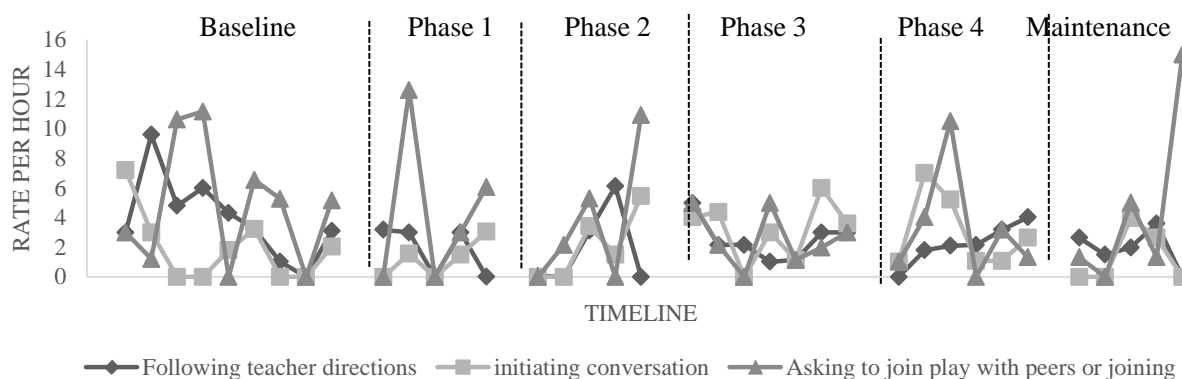 Baseline Phase 1 Phase 2 Phase 3 Phase 4 Maintenance
16
14
12
10
8
6
4
2
0
RATE PER HOUR
TIMELINE
Following teacher directions initiating conversation Asking to join play with peers or joining